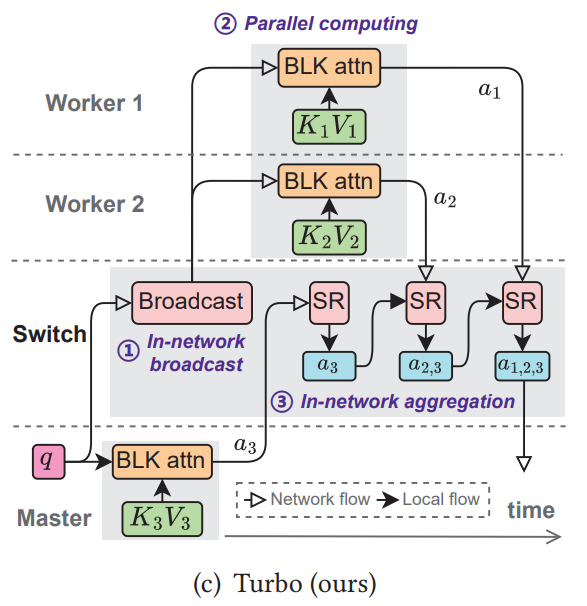 ② Parallel computing
Worker 1
BLK attn
a₁
K₁V₁
Worker 2
BLK attn
a₂
K₂V₂
Switch
Broadcast
SR
SR
SR
① In-network
broadcast
a₃
a₂,₃
a₁,₂,₃
③ In-network aggregation
q
BLK attn
a₃
Master
K₃V₃
Network flow
Local flow
time
(c) Turbo (ours)